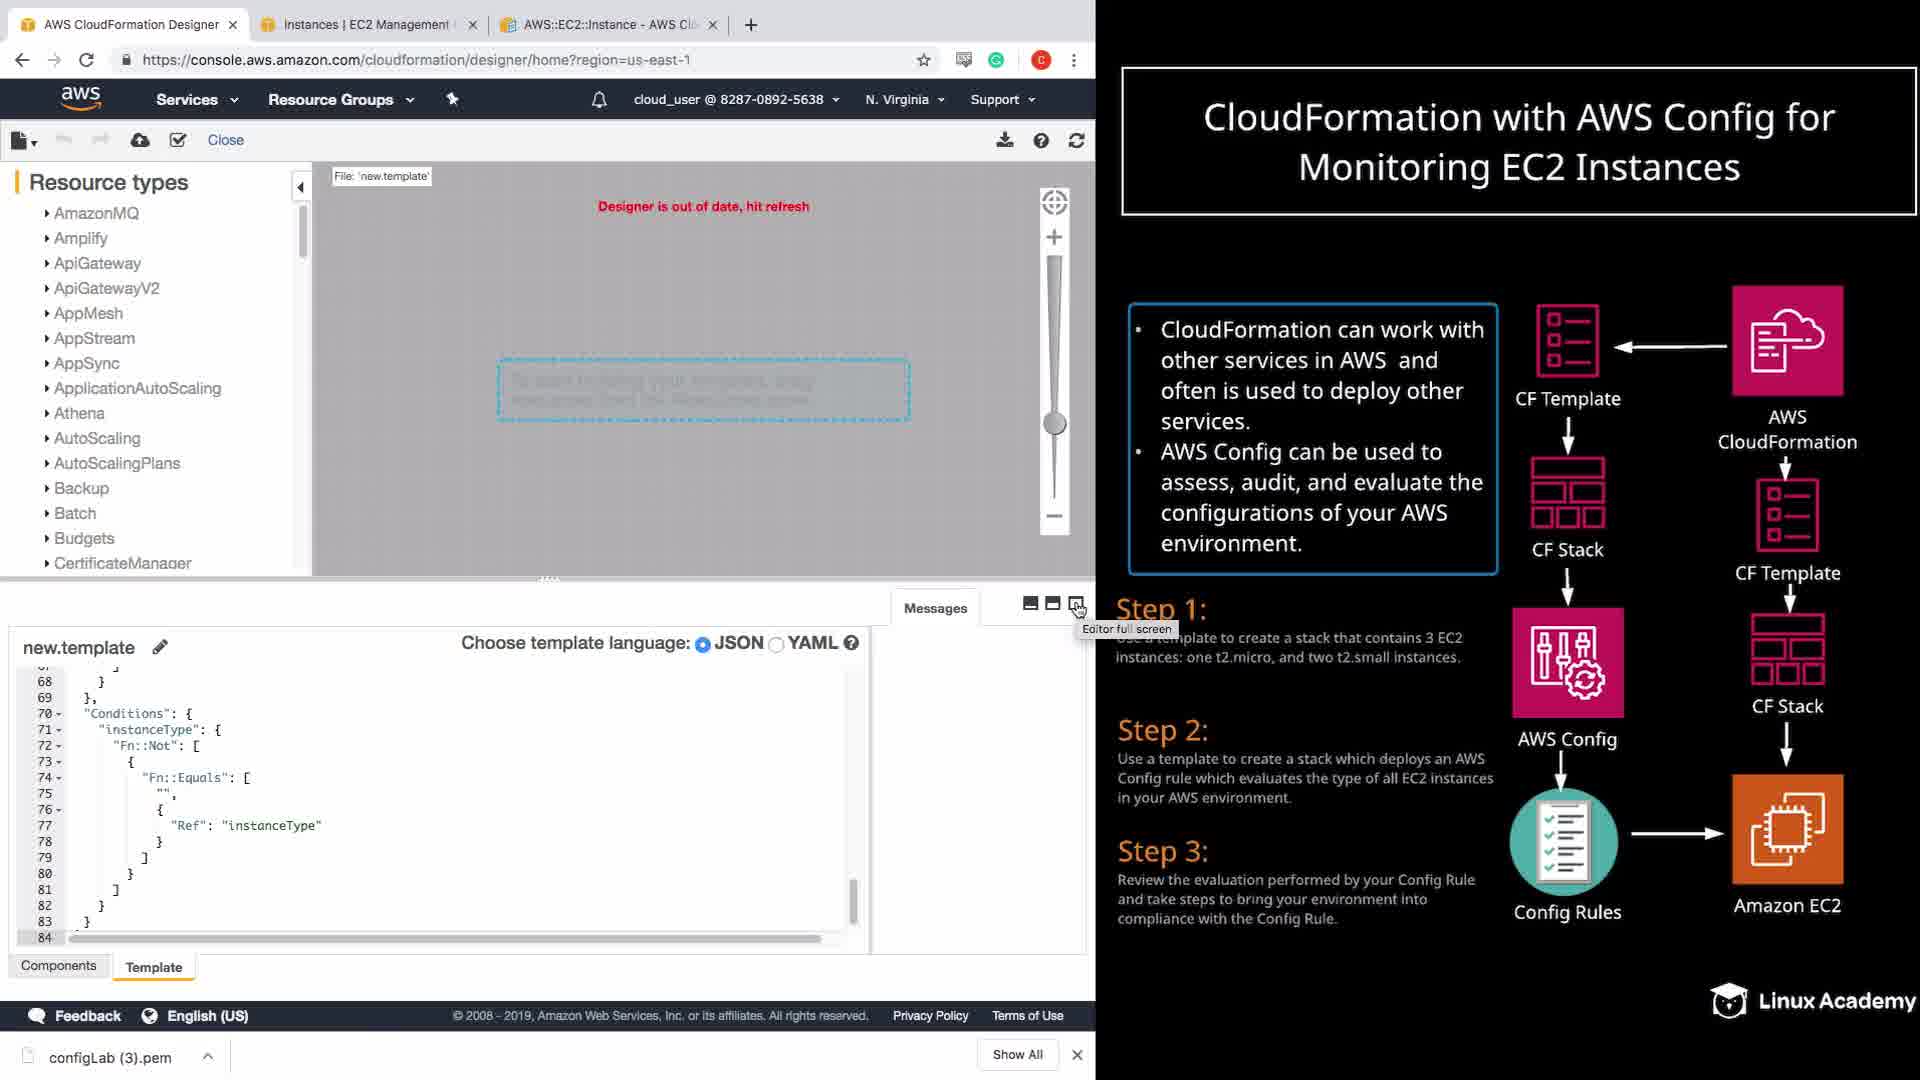 AWS CloudFormation Designer
Instances | EC2 Management
AWS::EC2::Instance - AWS Clo
https://console.aws.amazon.com/cloudformation/designer/home?region=us-east-1
C
aws
Services
Resource Groups
cloud_user @ 8287-0892-5638
N. Virginia
Support
Close
Resource types
AmazonMQ
Amplify
ApiGateway
ApiGatewayV2
AppMesh
AppStream
AppSync
ApplicationAutoScaling
Athena
AutoScaling
AutoScalingPlans
Backup
Batch
Budgets
CertificateManager
File: 'new.template'
Designer is out of date, hit refresh
Messages
Editor full screen
new.template
Choose template language: JSON YAML
67 ]
68 }
69 },
70 "Conditions": {
71 "instanceType": {
72 "Fn::Not": [
73 {
74 "Fn::Equals": [
75 "",
76 {
77 "Ref": "instanceType"
78 }
79 ]
80 }
81 ]
82 }
83 }
84
Components
Template
Feedback
English (US)
© 2008 - 2019, Amazon Web Services, Inc. or its affiliates. All rights reserved.
Privacy Policy
Terms of Use
configLab (3).pem
Show All
CloudFormation with AWS Config for
Monitoring EC2 Instances
• CloudFormation can work with
other services in AWS and
often is used to deploy other
services.
• AWS Config can be used to
assess, audit, and evaluate the
configurations of your AWS
environment.
Step 1:
Use a template to create a stack that contains 3 EC2
instances: one t2.micro, and two t2.small instances.
Step 2:
Use a template to create a stack which deploys an AWS
Config rule which evaluates the type of all EC2 instances
in your AWS environment.
Step 3:
Review the evaluation performed by your Config Rule
and take steps to bring your environment into
compliance with the Config Rule.
CF Template
CF Stack
AWS Config
Config Rules
AWS
CloudFormation
CF Template
CF Stack
Amazon EC2
Linux Academy